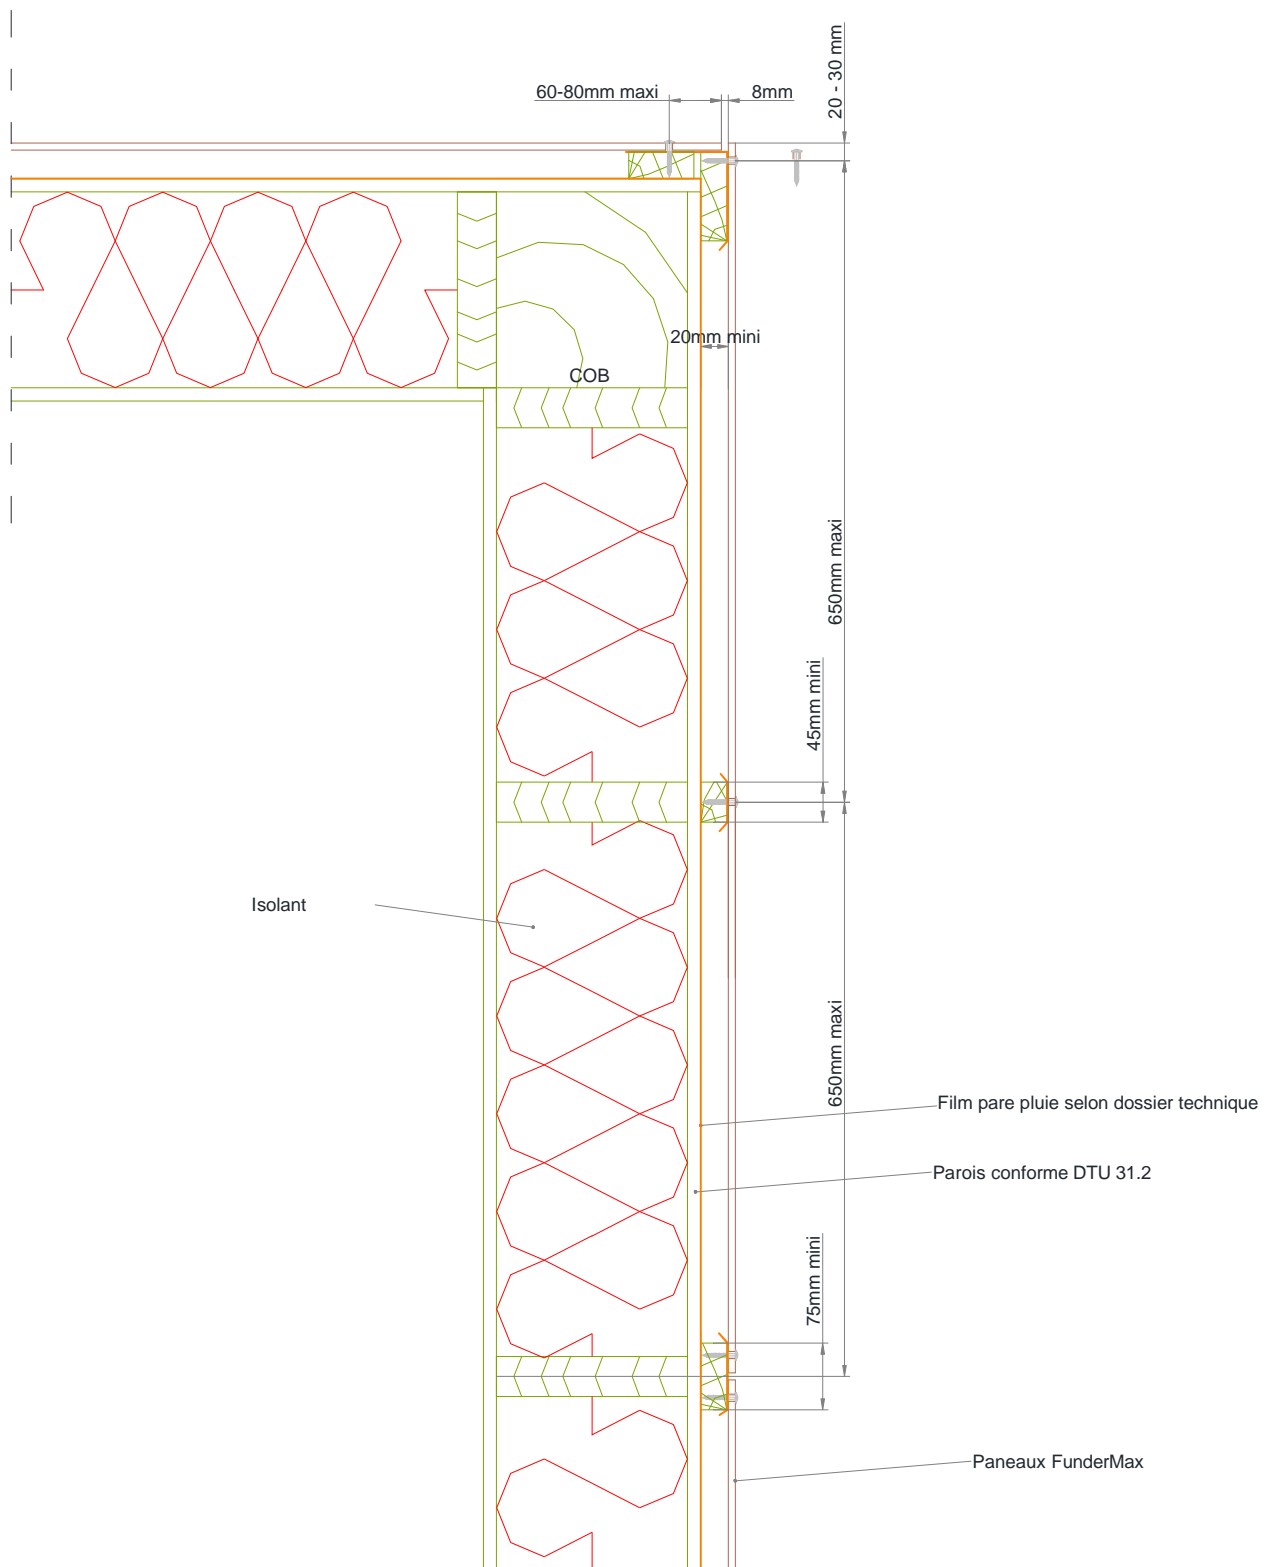 20 - 30 mm
60-80mm maxi
8mm
20mm mini
COB
650mm maxi
45mm mini
Isolant
650mm maxi
Film pare pluie selon dossier technique
Parois conforme DTU 31.2
75mm mini
Paneaux FunderMax